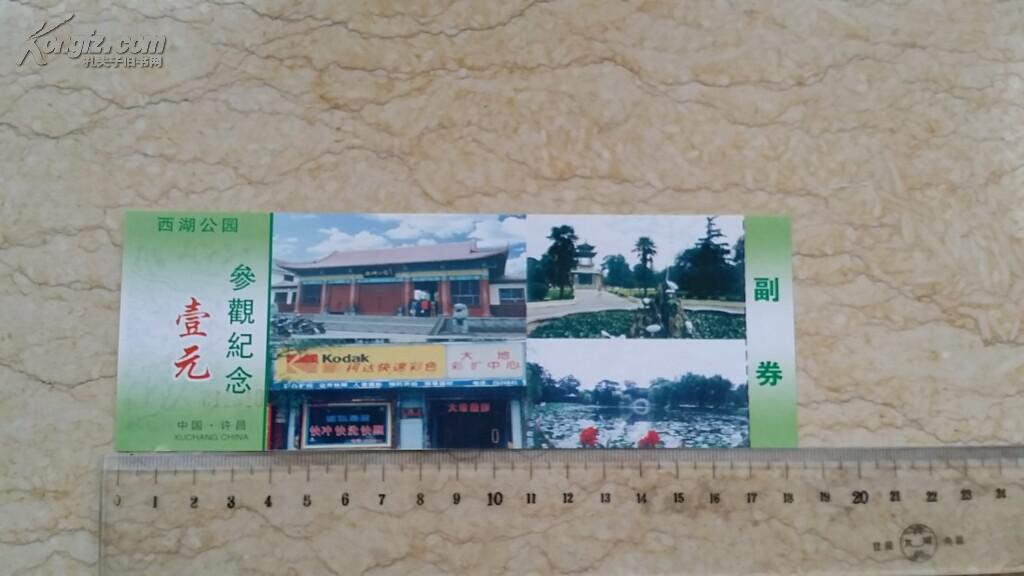 Kongfz.com
孔夫子旧书网
西湖公园
參觀紀念
壹元
中国·许昌
XUCHANG CHINA
Kodak
柯达快速彩色
大地
彩扩中心
快冲快洗快照
副券
0 1 2 3 4 5 6 7 8 9 10 11 12 13 14 15 16 17 18 19 20 21 22 23 24